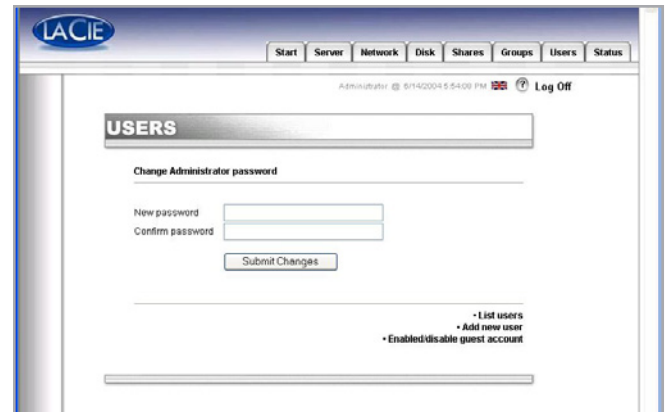 LACIE
Start Server Network Disk Shares Groups Users Status
Administrator @ 6/14/2004 5:54:00 PM ? Log Off
USERS
Change Administrator password
New password
Confirm password
Submit Changes
• List users
• Add new user
• Enabled/disable guest account